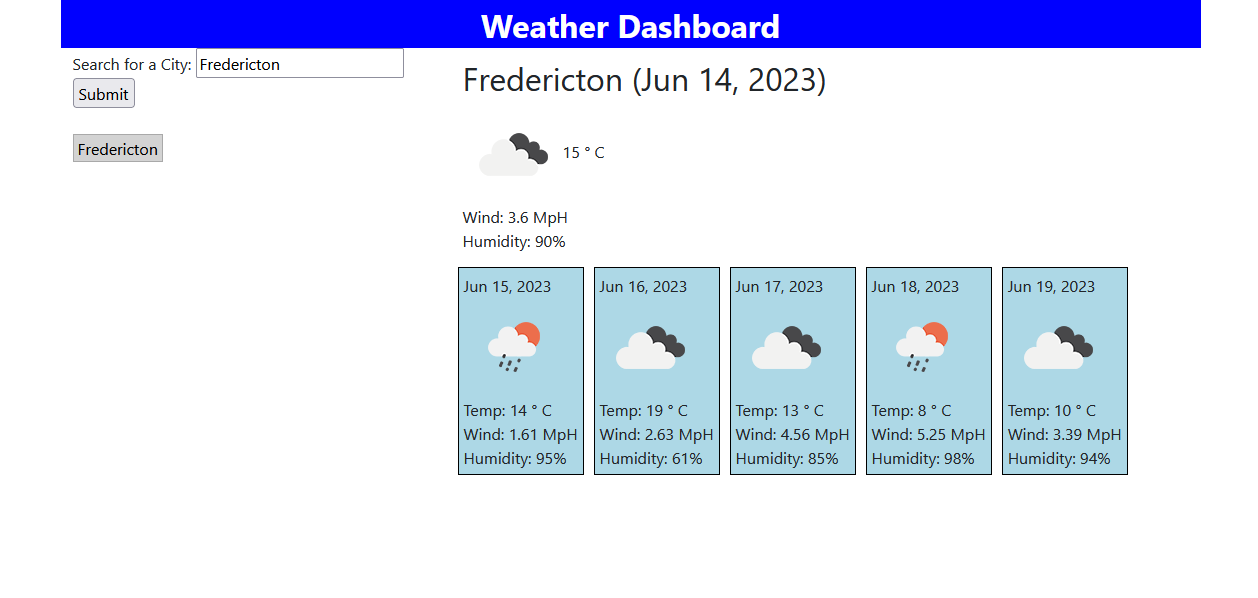 Weather Dashboard
Search for a City: Fredericton
Submit
Fredericton
Fredericton (Jun 14, 2023)
15 ° C
Wind: 3.6 MpH
Humidity: 90%
Jun 15, 2023
Temp: 14 ° C
Wind: 1.61 MpH
Humidity: 95%
Jun 16, 2023
Temp: 19 ° C
Wind: 2.63 MpH
Humidity: 61%
Jun 17, 2023
Temp: 13 ° C
Wind: 4.56 MpH
Humidity: 85%
Jun 18, 2023
Temp: 8 ° C
Wind: 5.25 MpH
Humidity: 98%
Jun 19, 2023
Temp: 10 ° C
Wind: 3.39 MpH
Humidity: 94%